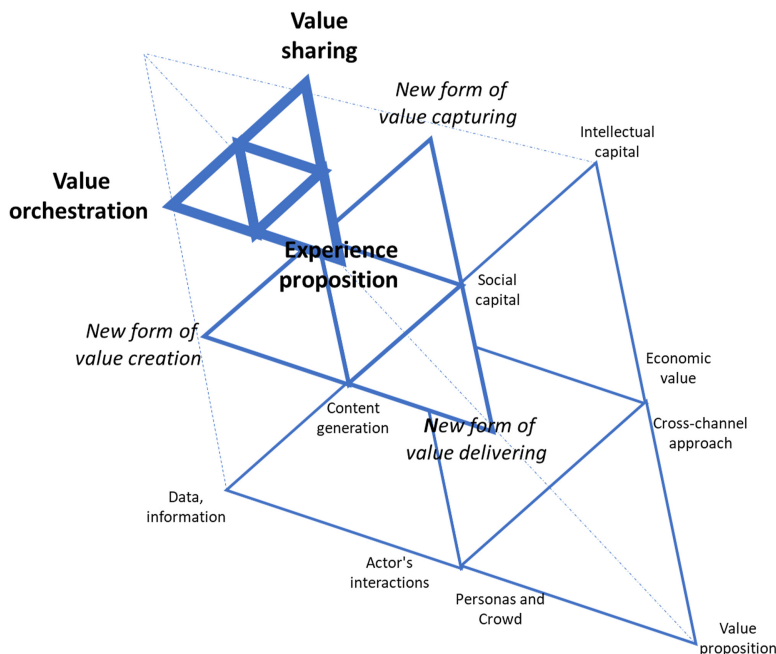 Value
sharing
New form of
value capturing
Intellectual
capital
Value
orchestration
Experience
proposition
Social
capital
New form of
value creation
Economic
value
Content
generation
New form of
value delivering
Cross-channel
approach
Data,
information
Actor's
interactions
Personas and
Crowd
Value
proposition